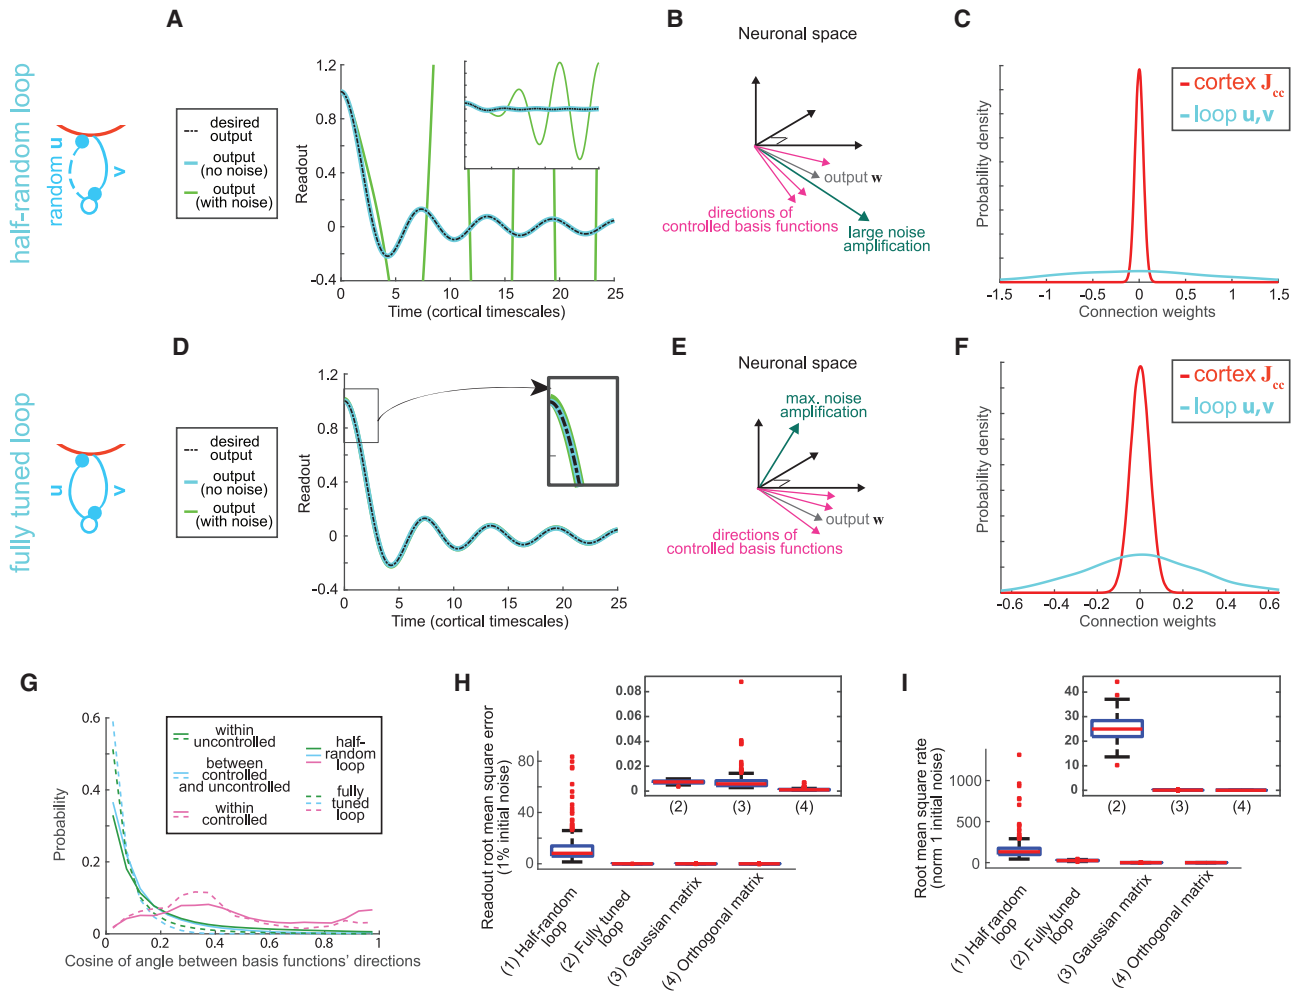 half-random loop
random u
v
A
desired
output
output
(no noise)
output
(with noise)
Readout
1.2
0.8
0.4
0
-0.4
0
5
10
15
20
25
Time (cortical timescales)
B
Neuronal space
output w
directions of
controlled basis functions
large noise
amplification
C
Probability density
cortex Jcc
loop u,v
-1.5
-1
-0.5
0
0.5
1
1.5
Connection weights
fully tuned loop
u
v
D
desired
output
output
(no noise)
output
(with noise)
Readout
1.2
0.8
0.4
0
-0.4
0
5
10
15
20
25
Time (cortical timescales)
E
Neuronal space
max. noise
amplification
output w
directions of
controlled basis functions
F
Probability density
cortex Jcc
loop u,v
-0.6
-0.4
-0.2
0
0.2
0.4
0.6
Connection weights
G
Probability
0.6
0.4
0.2
0
within
uncontrolled
between
controlled
and uncontrolled
within
controlled
half-
random
loop
fully
tuned
loop
0
0.2
0.4
0.6
0.8
1
Cosine of angle between basis functions' directions
H
Readout root mean square error
(1% initial noise)
80
60
40
20
0
0.08
0.06
0.04
0.02
0
(2)
(3)
(4)
(1) Half-random
loop
(2) Fully tuned
loop
(3) Gaussian matrix
(4) Orthogonal matrix
I
Root mean square rate
(norm 1 initial noise)
1000
500
0
40
30
20
10
0
(2)
(3)
(4)
(1) Half random
loop
(2) Fully tuned
loop
(3) Gaussian matrix
(4) Orthogonal matrix